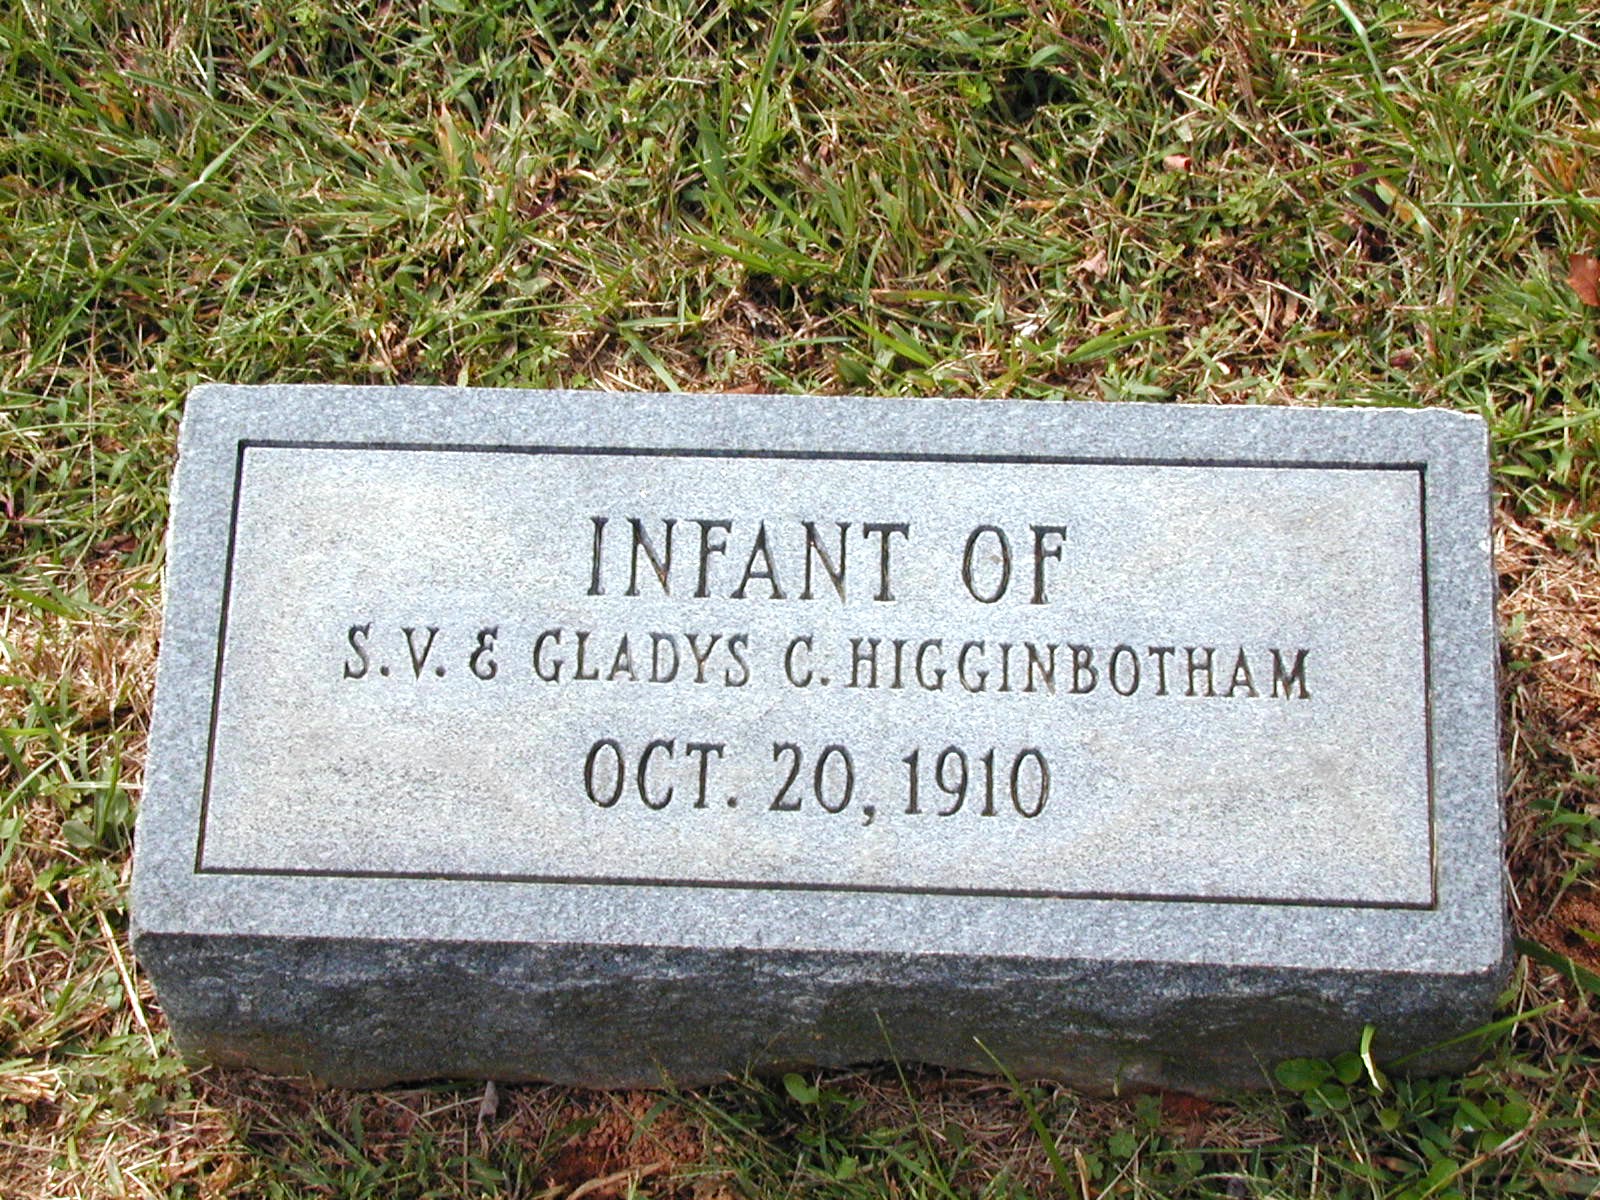 INFANT OF
S. V. & GLADYS C. HIGGINBOTHAM
OCT. 20, 1910